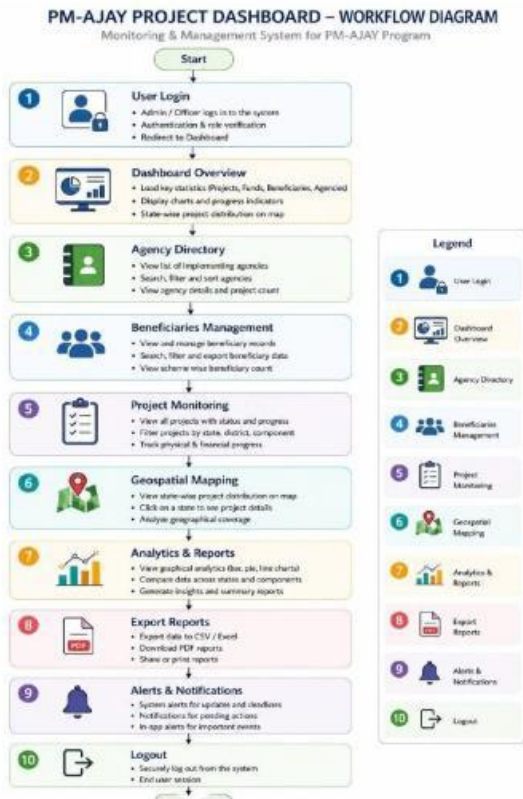 PM-AJAY PROJECT DASHBOARD – WORKFLOW DIAGRAM
Monitoring & Management System for PM-AJAY Program
Start
1
User Login
• Admin / Officer logs in to the system
• Authentication & role verification
• Redirect to Dashboard
2
Dashboard Overview
• Load key statistics (Projects, Funds, Beneficiaries, Agencies)
• Display charts and progress indicators
• State-wise project distribution on map
3
Agency Directory
• View list of implementing agencies
• Search, filter and sort agencies
• View agency details and project count
4
Beneficiaries Management
• View and manage beneficiary records
• Search, filter and export beneficiary data
• View scheme wise beneficiary count
5
Project Monitoring
• View all projects with status and progress
• Filter projects by state, district, component
• Track physical & financial progress
6
Geospatial Mapping
• View state-wise project distribution on map
• Click on a state to see project details
• Analyze geographical coverage
7
Analytics & Reports
• View graphical analytics (bar, pie, line charts)
• Compare data across states and components
• Generate insights and summary reports
8
PDF
Export Reports
• Export data to CSV / Excel
• Download PDF reports
• Share or print reports
9
Alerts & Notifications
• System alerts for updates and deadlines
• Notifications for pending actions
• In-app alerts for important events
10
Logout
• Securely log out from the system
• End user session
Legend
1
User Login
2
Dashboard
Overview
3
Agency Directory
4
Beneficiaries
Management
5
Project
Monitoring
6
Geospatial
Mapping
7
Analytics &
Reports
8
PDF
Export
Reports
9
Alerts &
Notifications
10
Logout